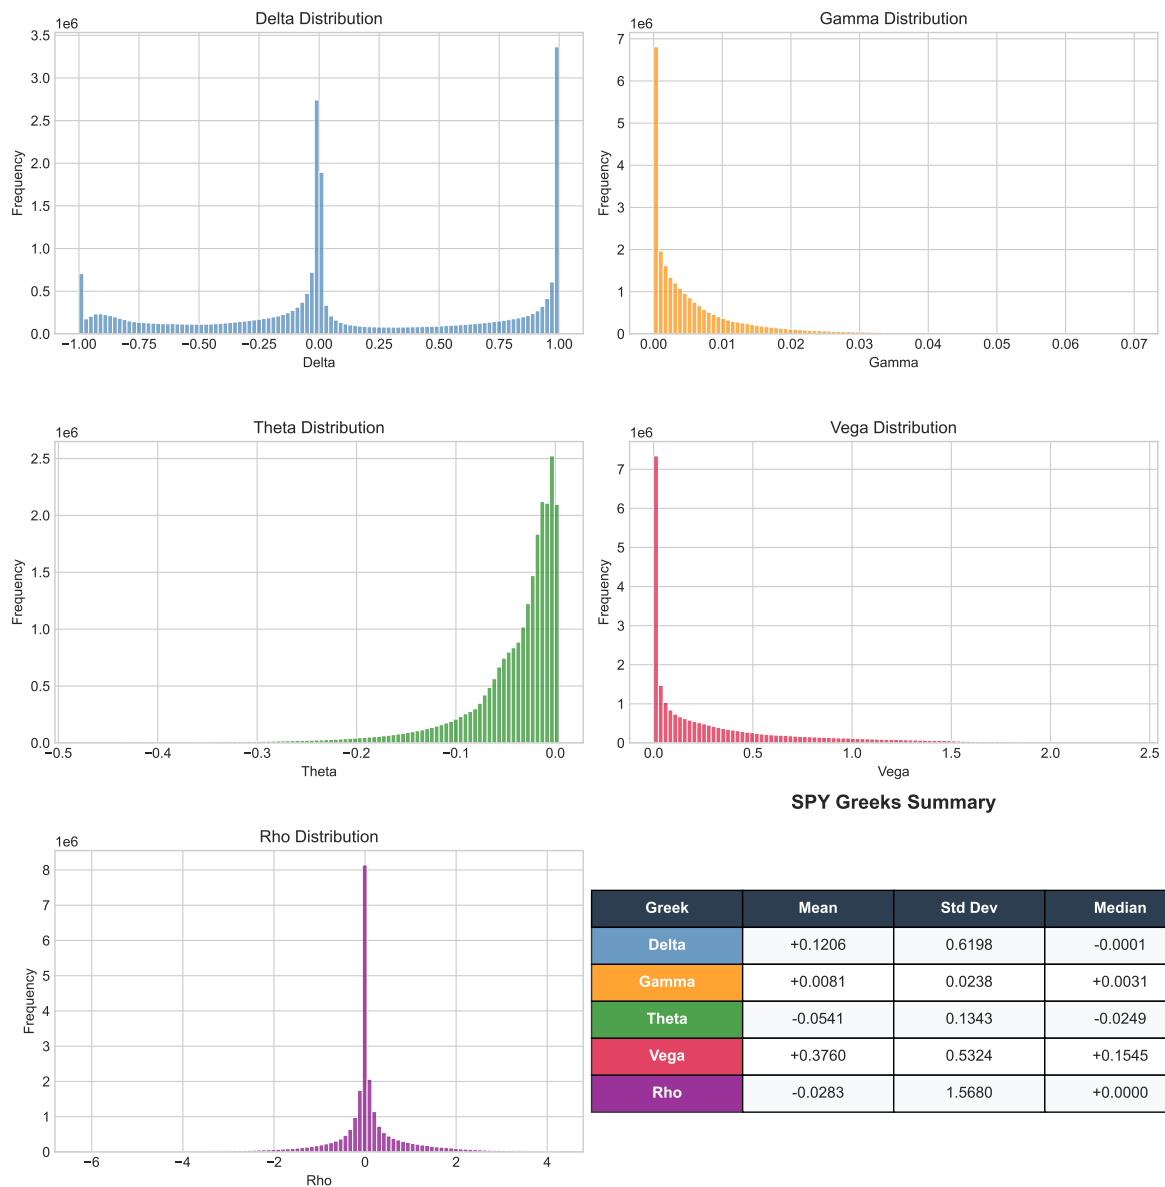 Delta Distribution
1e6
3.5
3.0
2.5
2.0
1.5
1.0
0.5
0.0
Frequency
−1.00 −0.75 −0.50 −0.25 0.00 0.25 0.50 0.75 1.00
Delta
Gamma Distribution
1e6
7
6
5
4
3
2
1
0
Frequency
0.00 0.01 0.02 0.03 0.04 0.05 0.06 0.07
Gamma
Theta Distribution
1e6
2.5
2.0
1.5
1.0
0.5
0.0
Frequency
−0.5 −0.4 −0.3 −0.2 −0.1 0.0
Theta
Vega Distribution
1e6
7
6
5
4
3
2
1
0
Frequency
0.0 0.5 1.0 1.5 2.0 2.5
Vega
Rho Distribution
1e6
8
7
6
5
4
3
2
1
0
Frequency
−6 −4 −2 0 2 4
Rho
SPY Greeks Summary
Greek Mean Std Dev Median
Delta +0.1206 0.6198 -0.0001
Gamma +0.0081 0.0238 +0.0031
Theta -0.0541 0.1343 -0.0249
Vega +0.3760 0.5324 +0.1545
Rho -0.0283 1.5680 +0.0000